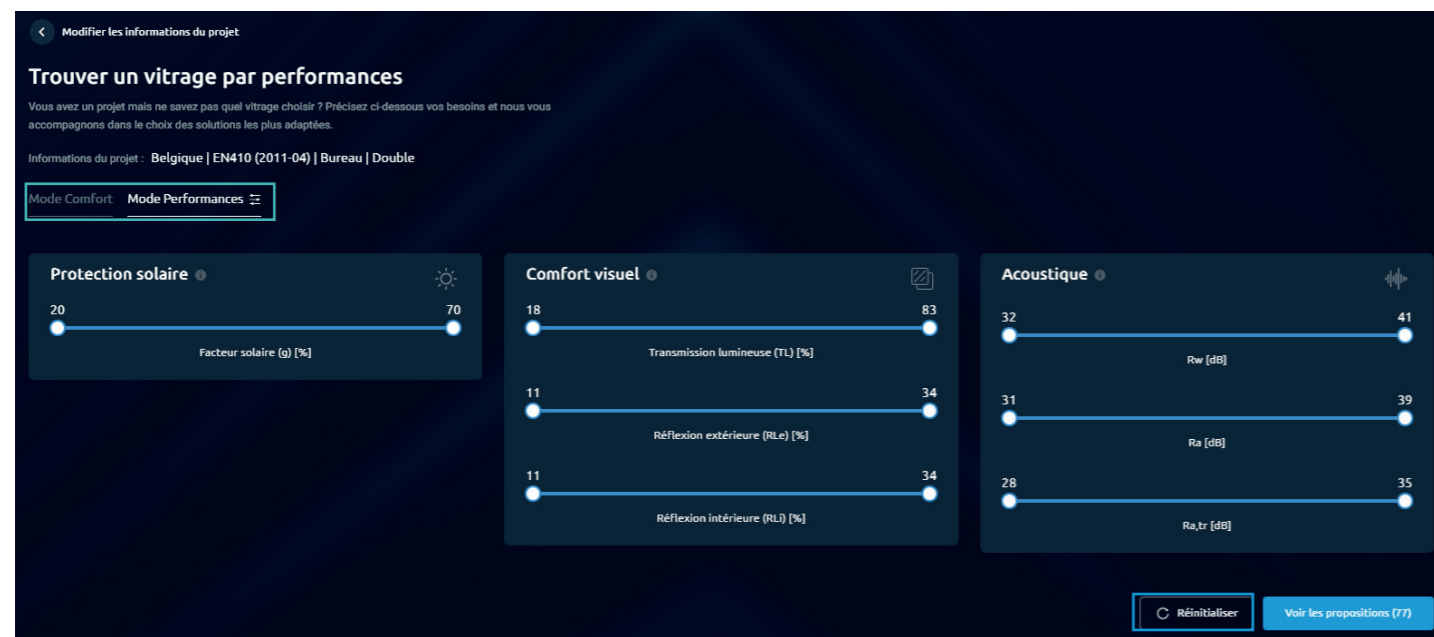 Modifier les informations du projet
Trouver un vitrage par performances
Vous avez un projet mais ne savez pas quel vitrage choisir ? Précisez ci-dessous vos besoins et nous vous
accompagnons dans le choix des solutions les plus adaptées.
Informations du projet : Belgique | EN410 (2011-04) | Bureau | Double
Mode Comfort Mode Performances
Protection solaire
20 70
Facteur solaire (g) [%]
Comfort visuel
18 83
Transmission lumineuse (TL) [%]
11 34
Réflexion extérieure (RLe) [%]
11 34
Réflexion intérieure (RLi) [%]
Acoustique
32 41
Rw [dB]
31 39
Ra [dB]
28 35
Ra,tr [dB]
Réinitialiser
Voir les propositions (77)